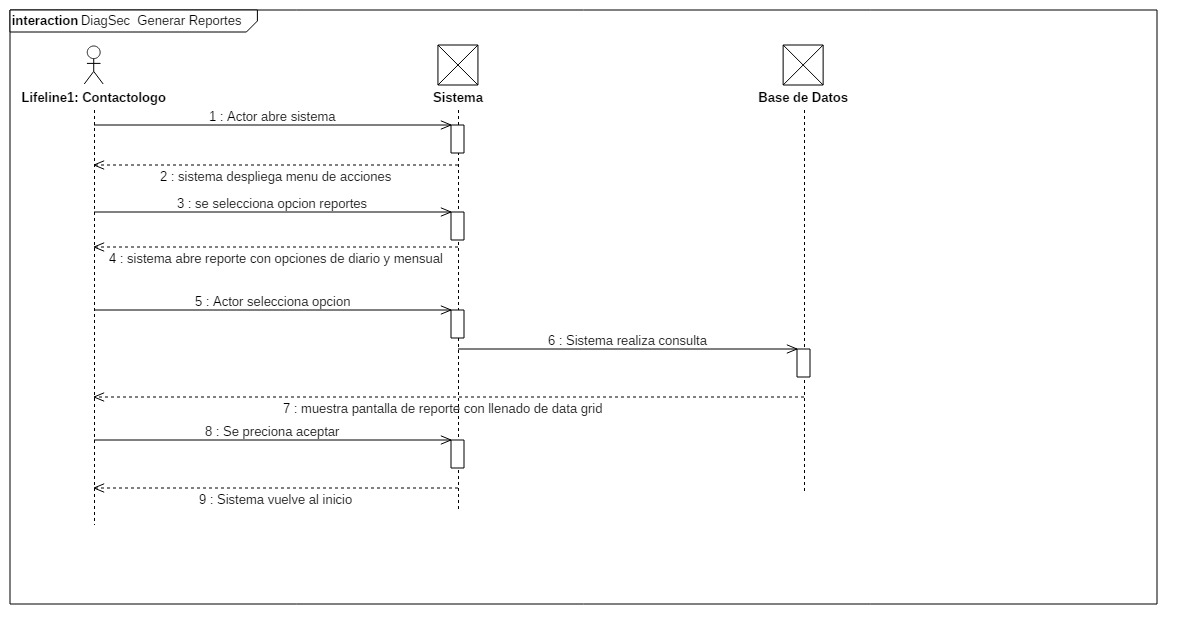 interaction DiagSec  Generar Reportes
Lifeline1: Contactologo
Sistema
Base de Datos
1 : Actor abre sistema
2 : sistema despliega menu de acciones
3 : se selecciona opcion reportes
4 : sistema abre reporte con opciones de diario y mensual
5 : Actor selecciona opcion
6 : Sistema realiza consulta
7 : muestra pantalla de reporte con llenado de data grid
8 : Se preciona aceptar
9 : Sistema vuelve al inicio